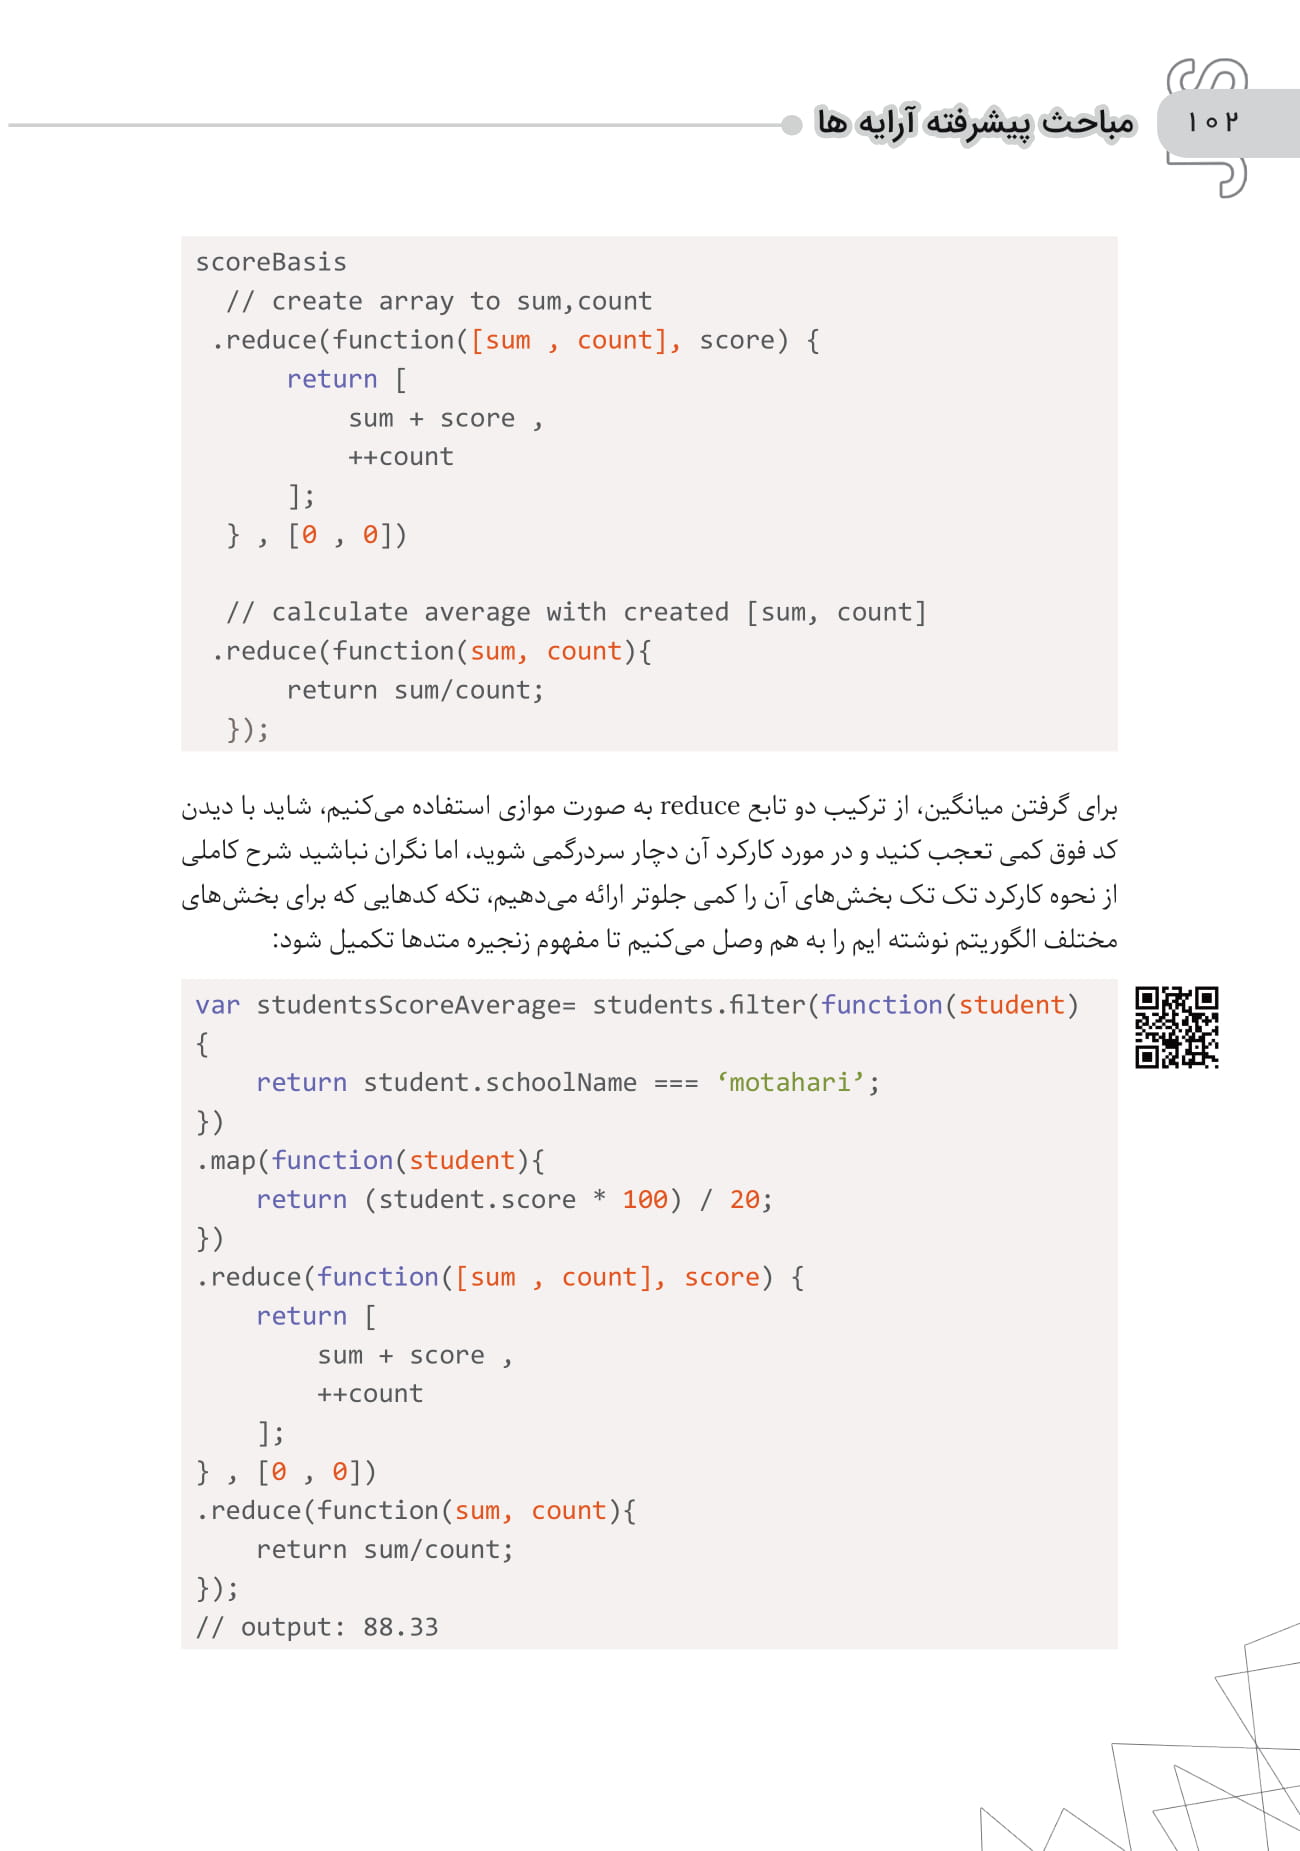 ۱۰۲
مباحث پیشرفته آرایه ها
scoreBasis
  // create array to sum,count
 .reduce(function([sum , count], score) {
      return [
          sum + score ,
          ++count
      ];
  } , [0 , 0])
  // calculate average with created [sum, count]
 .reduce(function(sum, count){
      return sum/count;
  });
برای گرفتن میانگین، از ترکیب دو تابع reduce به صورت موازی استفاده می‌کنیم، شاید با دیدن
کد فوق کمی تعجب کنید و در مورد کارکرد آن دچار سردرگمی شوید، اما نگران نباشید شرح کاملی
از نحوه کارکرد تک تک بخش‌های آن را کمی جلوتر ارائه می‌دهیم، تکه کدهایی که برای بخش‌های
مختلف الگوریتم نوشته ایم را به هم وصل می‌کنیم تا مفهوم زنجیره متدها تکمیل شود:
var studentsScoreAverage= students.filter(function(student)
{
    return student.schoolName === ‘motahari’;
})
.map(function(student){
    return (student.score * 100) / 20;
})
.reduce(function([sum , count], score) {
    return [
        sum + score ,
        ++count
    ];
} , [0 , 0])
.reduce(function(sum, count){
    return sum/count;
});
// output: 88.33